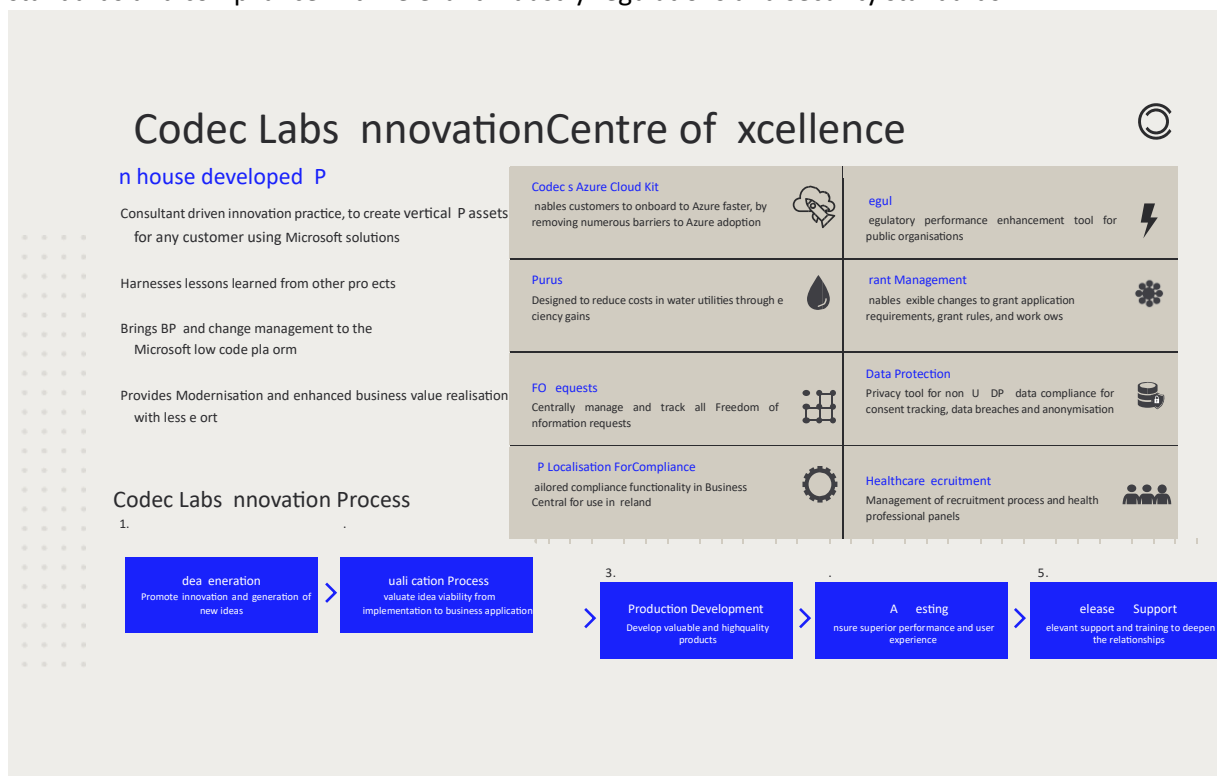 Codec Labs nnovationCentre of xcellence
n house developed P
Consultant driven innovation practice, to create vertical P assets
for any customer using Microsoft solutions
Harnesses lessons learned from other pro ects
Brings BP and change management to the
Microsoft low code pla orm
Provides Modernisation and enhanced business value realisation
with less e ort
Codec s Azure Cloud Kit
nables customers to onboard to Azure faster, by
removing numerous barriers to Azure adoption
egul
egulatory performance enhancement tool for
public organisations
Purus
Designed to reduce costs in water utilities through e
ciency gains
rant Management
nables exible changes to grant application
requirements, grant rules, and work ows
FO equests
Centrally manage and track all Freedom of
nformation requests
Data Protection
Privacy tool for non U DP data compliance for
consent tracking, data breaches and anonymisation
P Localisation ForCompliance
ailored compliance functionality in Business
Central for use in reland
Healthcare ecruitment
Management of recruitment process and health
professional panels
Codec Labs nnovation Process
1.
.
dea eneration
Promote innovation and generation of
new ideas
uali cation Process
valuate idea viability from
implementation to business application
3.
Production Development
Develop valuable and highquality
products
.
A esting
nsure superior performance and user
experience
5.
elease Support
elevant support and training to deepen
the relationships